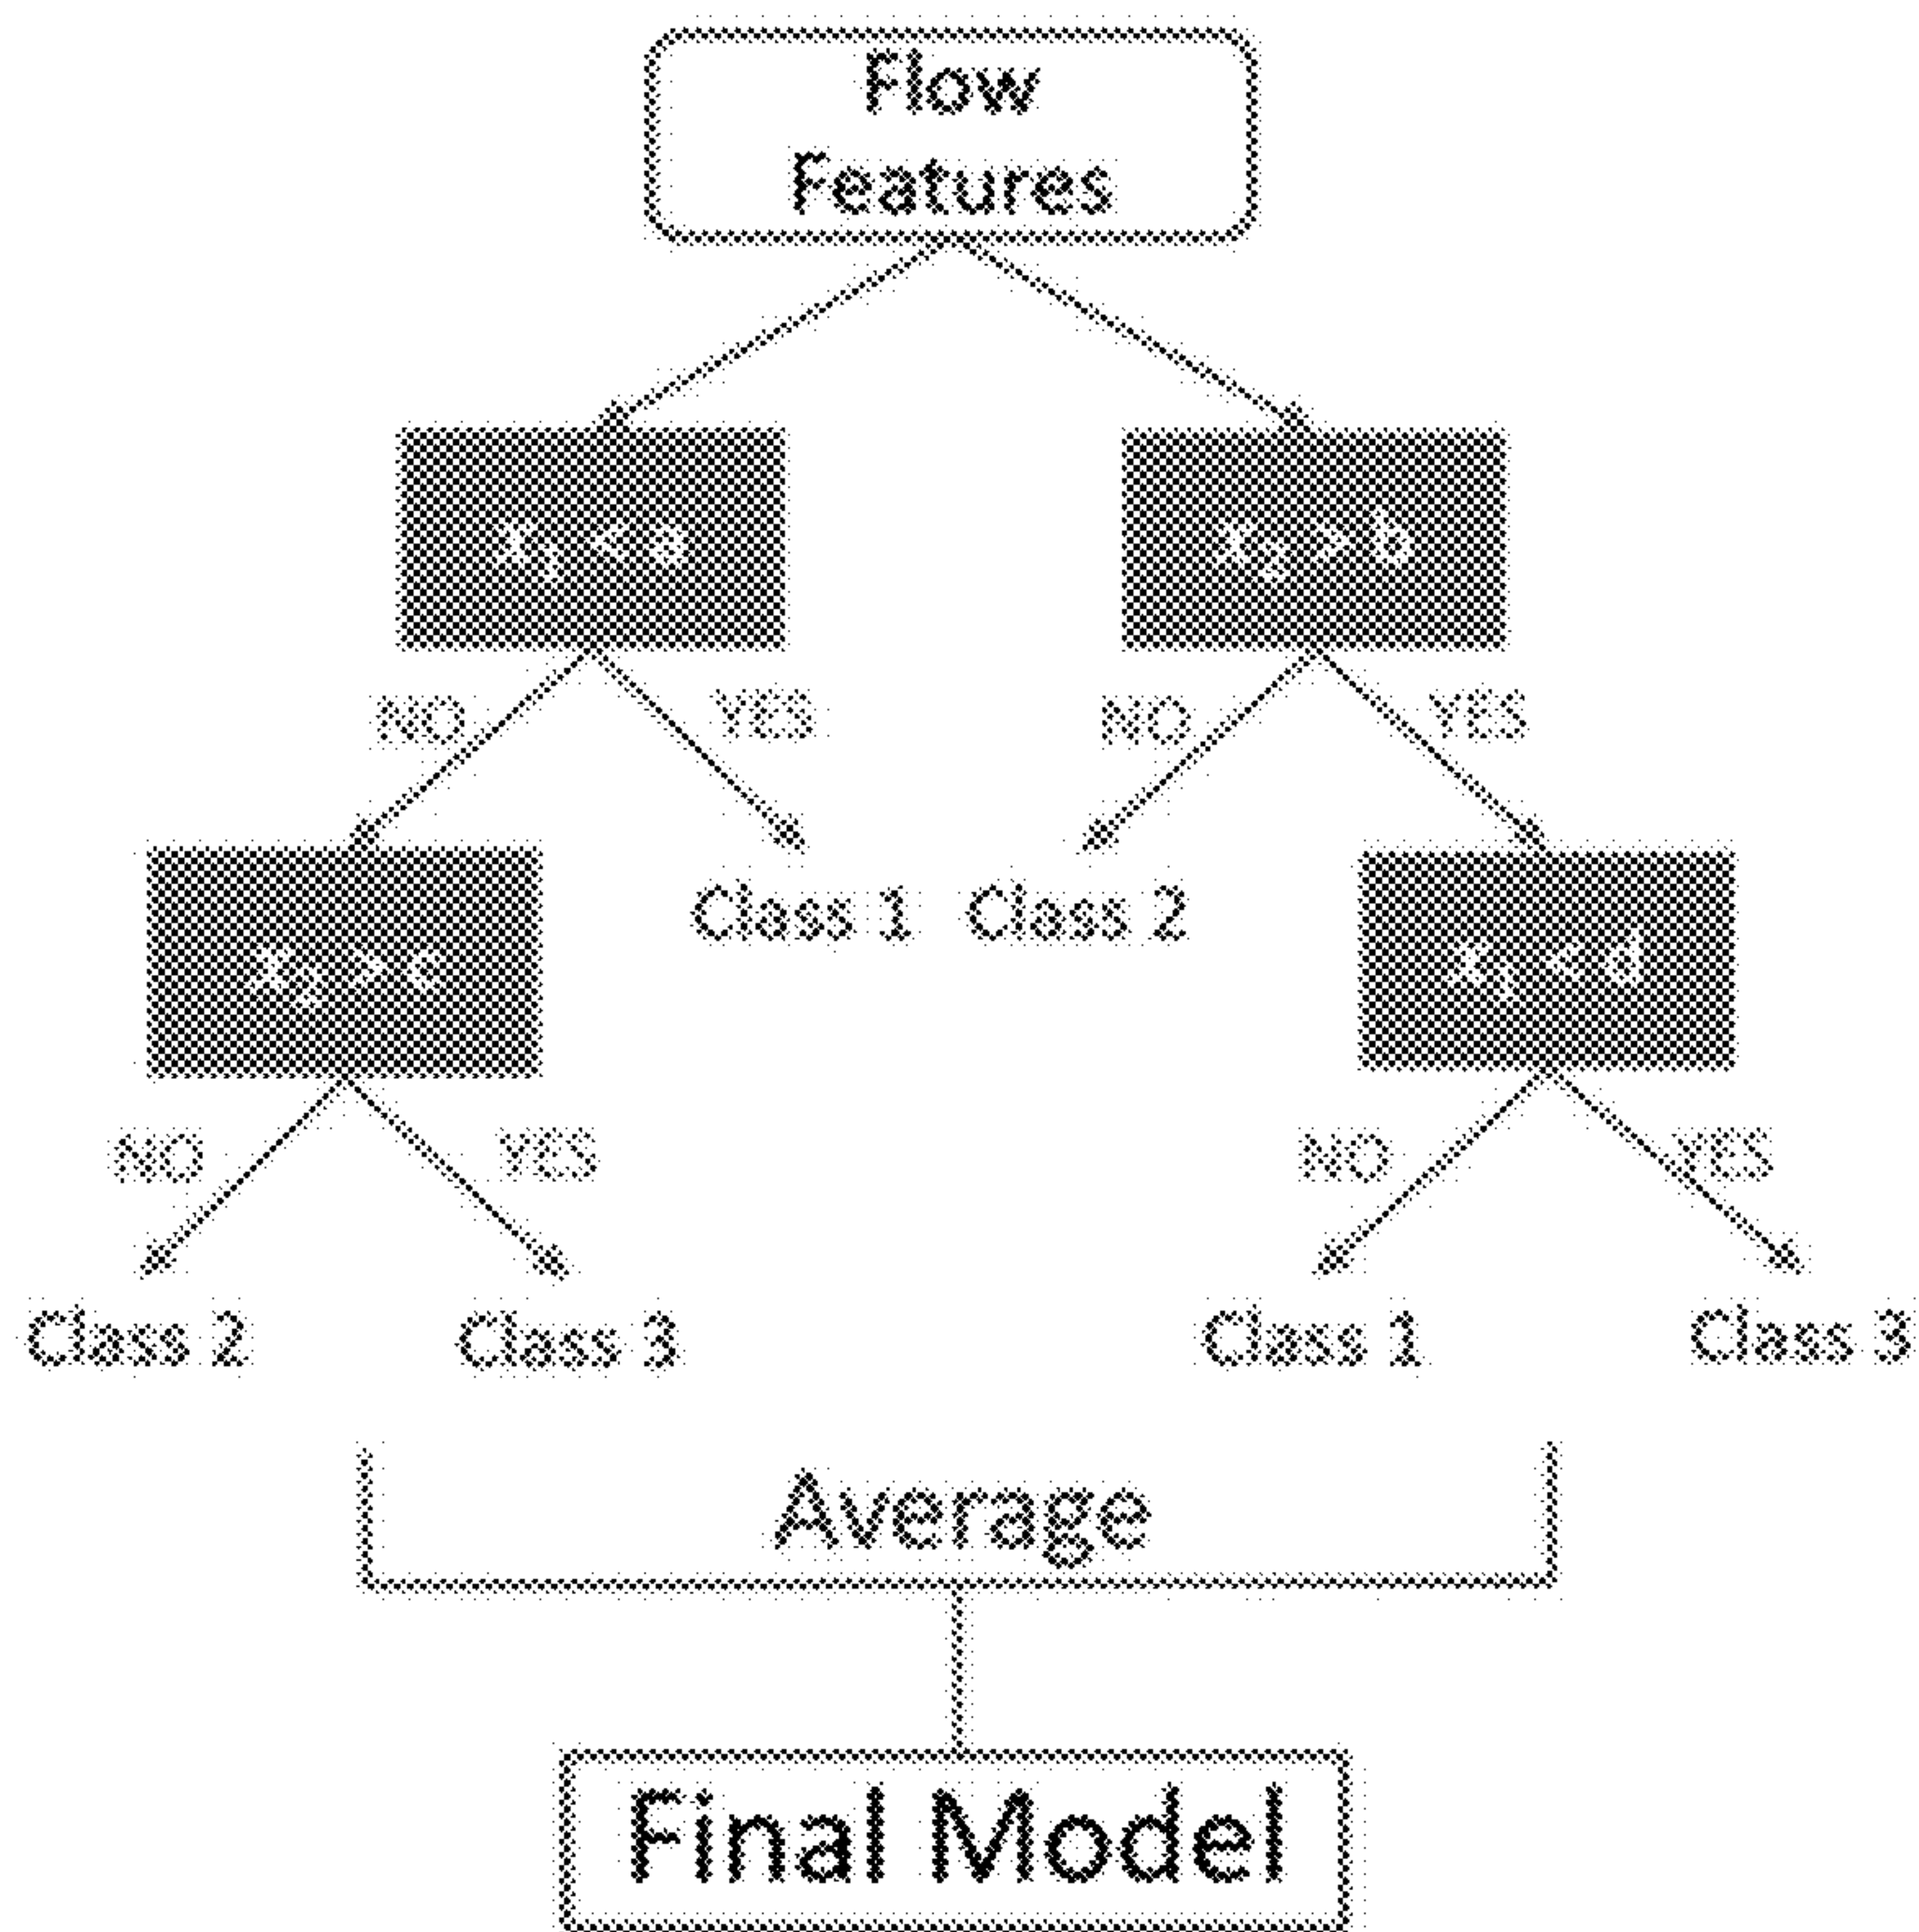 Flow
Features
NO YES NO YES
Class 1 Class 2
NO YES NO YES
Class 2 Class 3 Class 1 Class 3
Average
Final Model